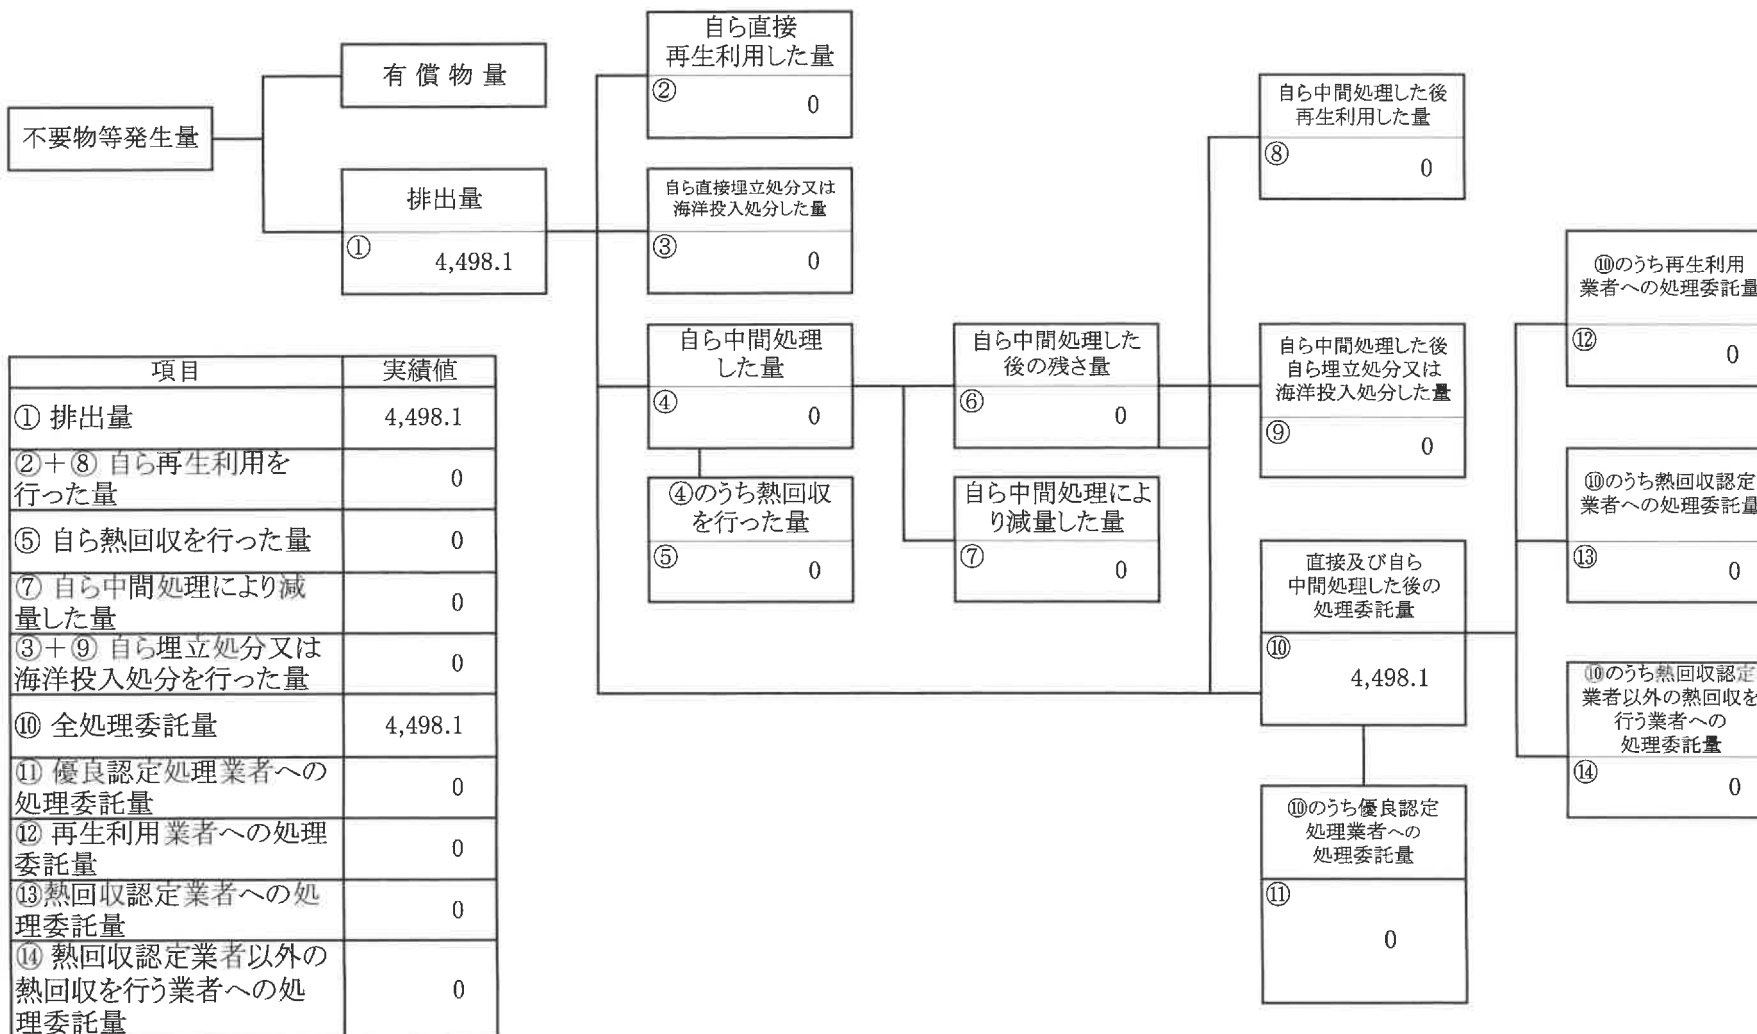 不要物等発生量
有償物量
排出量
①
4,498.1
自ら直接
再生利用した量
②
0
自ら直接埋立処分又は
海洋投入処分した量
③
0
自ら中間処理
した量
④
0
④のうち熱回収
を行った量
⑤
0
自ら中間処理した
後の残さ量
⑥
0
自ら中間処理によ
り減量した量
⑦
0
自ら中間処理した後
再生利用した量
⑧
0
自ら中間処理した後
自ら埋立処分又は
海洋投入処分した量
⑨
0
直接及び自ら
中間処理した後の
処理委託量
⑩
4,498.1
⑩のうち優良認定
処理業者への
処理委託量
⑪
0
⑩のうち再生利用
業者への処理委託量
⑫
0
⑩のうち熱回収認定
業者への処理委託量
⑬
0
⑩のうち熱回収認定
業者以外の熱回収を
行う業者への
処理委託量
⑭
0
項目 実績値
① 排出量 4,498.1
②+⑧ 自ら再生利用を
行った量 0
⑤ 自ら熱回収を行った量 0
⑦ 自ら中間処理により減
量した量 0
③+⑨ 自ら埋立処分又は
海洋投入処分を行った量 0
⑩ 全処理委託量 4,498.1
⑪ 優良認定処理業者への
処理委託量 0
⑫ 再生利用業者への処理
委託量 0
⑬熱回収認定業者への処
理委託量 0
⑭ 熱回収認定業者以外の
熱回収を行う業者への処
理委託量 0